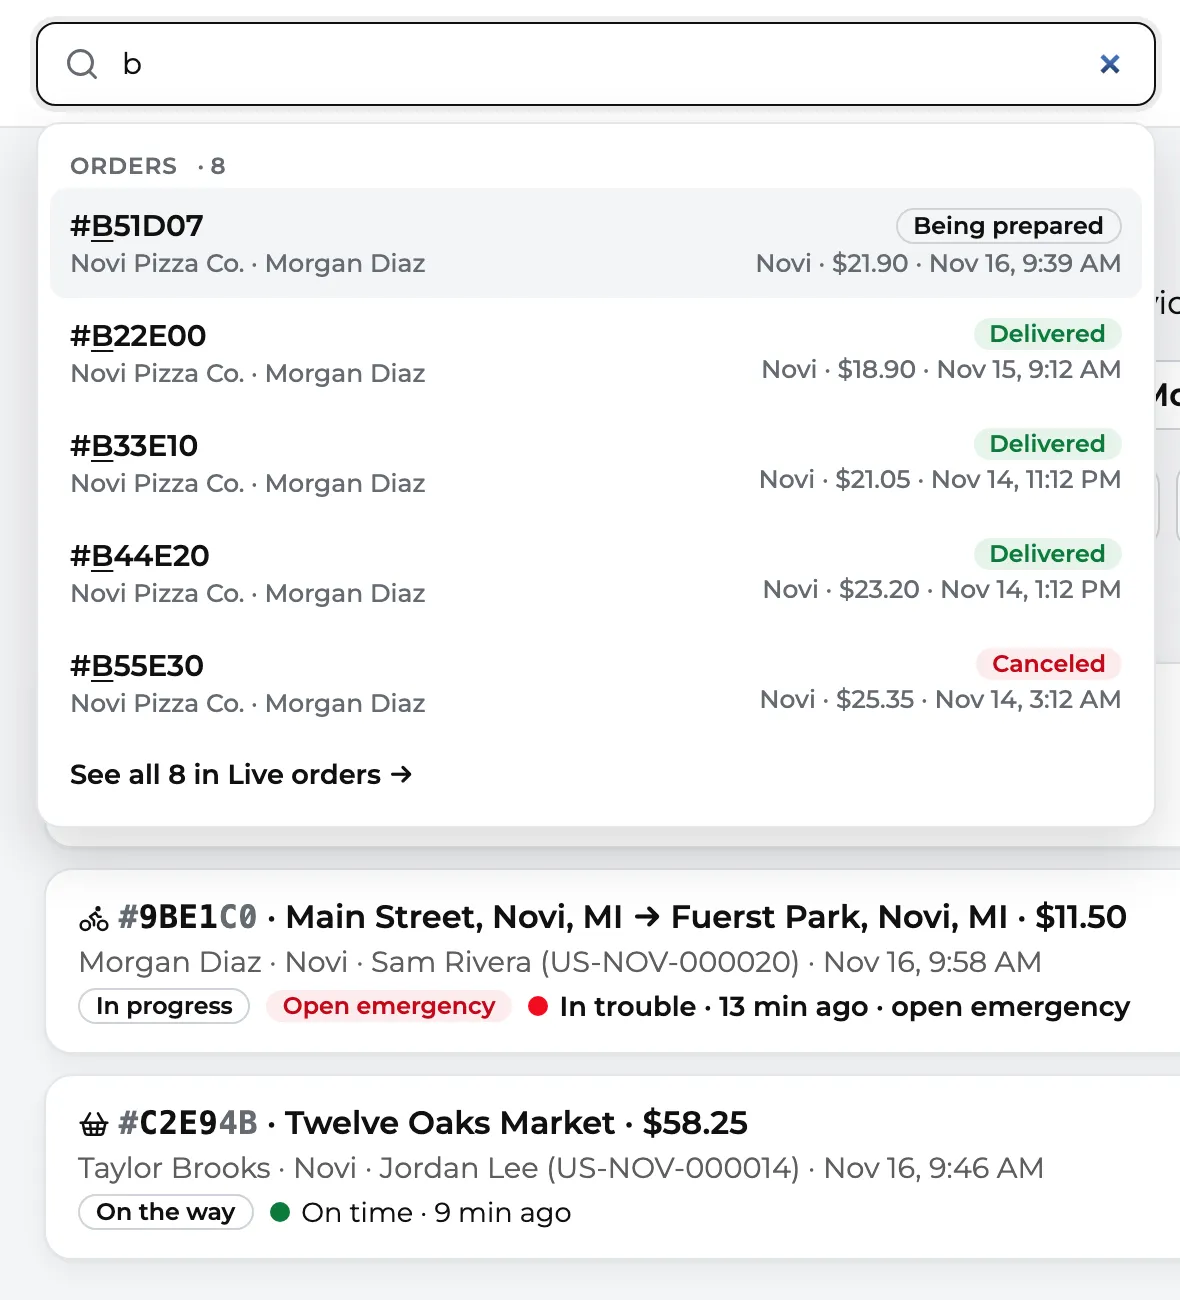 b
ORDERS · 8
#B51D07
Being prepared
Novi Pizza Co. · Morgan Diaz
Novi · $21.90 · Nov 16, 9:39 AM
#B22E00
Delivered
Novi Pizza Co. · Morgan Diaz
Novi · $18.90 · Nov 15, 9:12 AM
#B33E10
Delivered
Novi Pizza Co. · Morgan Diaz
Novi · $21.05 · Nov 14, 11:12 PM
#B44E20
Delivered
Novi Pizza Co. · Morgan Diaz
Novi · $23.20 · Nov 14, 1:12 PM
#B55E30
Canceled
Novi Pizza Co. · Morgan Diaz
Novi · $25.35 · Nov 14, 3:12 AM
See all 8 in Live orders →
#9BE1C0 · Main Street, Novi, MI → Fuerst Park, Novi, MI · $11.50
Morgan Diaz · Novi · Sam Rivera (US-NOV-000020) · Nov 16, 9:58 AM
In progress Open emergency In trouble · 13 min ago · open emergency
#C2E94B · Twelve Oaks Market · $58.25
Taylor Brooks · Novi · Jordan Lee (US-NOV-000014) · Nov 16, 9:46 AM
On the way On time · 9 min ago